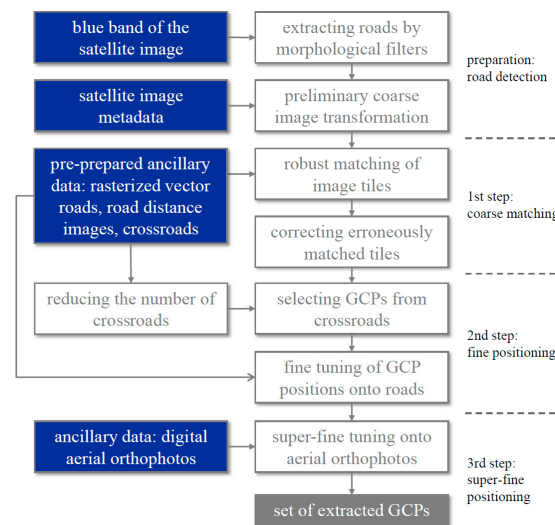 blue band of the
satellite image
extracting roads by
morphological filters
preparation:
road detection
satellite image
metadata
preliminary coarse
image transformation
pre-prepared ancillary
data: rasterized vector
roads, road distance
images, crossroads
robust matching of
image tiles
1st step:
coarse matching
correcting erroneously
matched tiles
reducing the number of
crossroads
selecting GCPs from
crossroads
2nd step:
fine positioning
fine tuning of GCP
positions onto roads
ancillary data: digital
aerial orthophotos
super-fine tuning onto
aerial orthophotos
3rd step:
super-fine
positioning
set of extracted GCPs